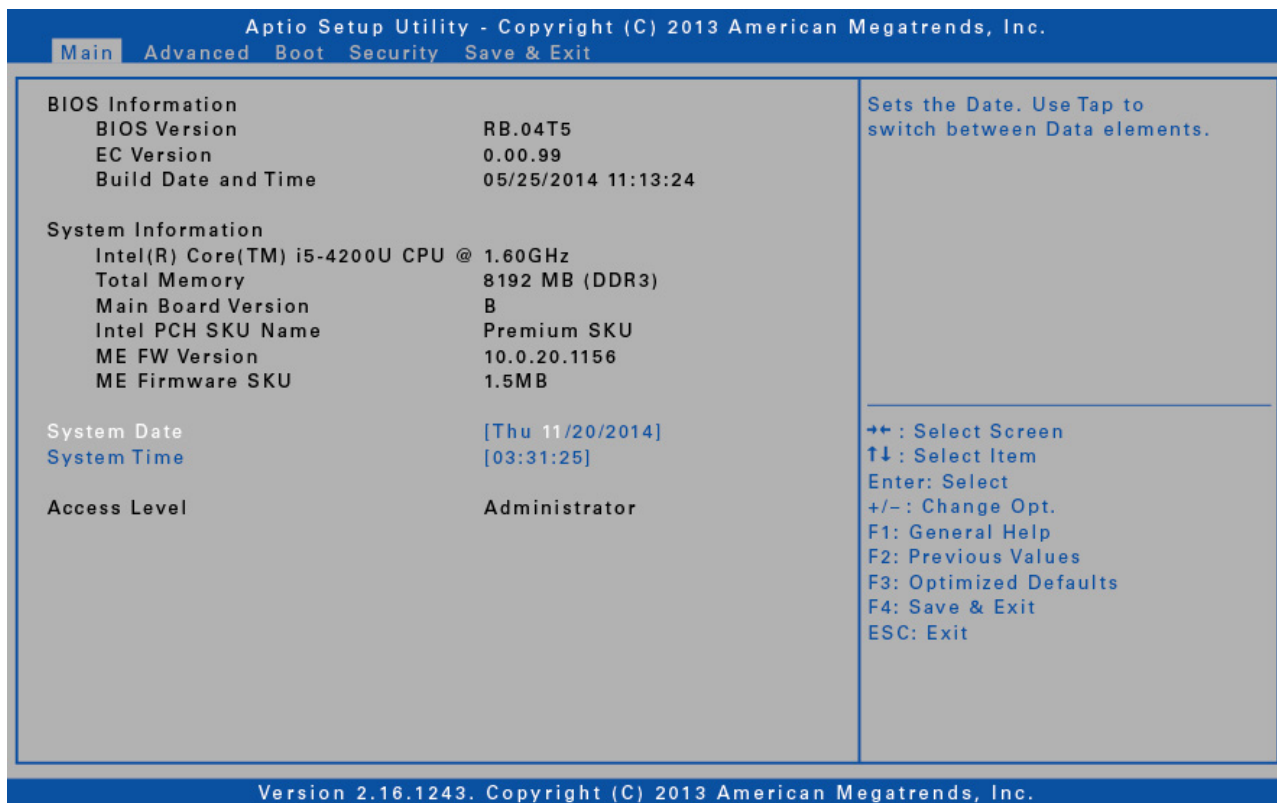 Aptio Setup Utility - Copyright (C) 2013 American Megatrends, Inc.
Main Advanced Boot Security Save & Exit
BIOS Information
BIOS Version RB.04T5
EC Version 0.00.99
Build Date and Time 05/25/2014 11:13:24
System Information
Intel(R) Core(TM) i5-4200U CPU @ 1.60GHz
Total Memory 8192 MB (DDR3)
Main Board Version B
Intel PCH SKU Name Premium SKU
ME FW Version 10.0.20.1156
ME Firmware SKU 1.5MB
System Date [Thu 11/20/2014]
System Time [03:31:25]
Access Level Administrator
Sets the Date. Use Tap to
switch between Data elements.
→←: Select Screen
↑↓: Select Item
Enter: Select
+/–: Change Opt.
F1: General Help
F2: Previous Values
F3: Optimized Defaults
F4: Save & Exit
ESC: Exit
Version 2.16.1243. Copyright (C) 2013 American Megatrends, Inc.